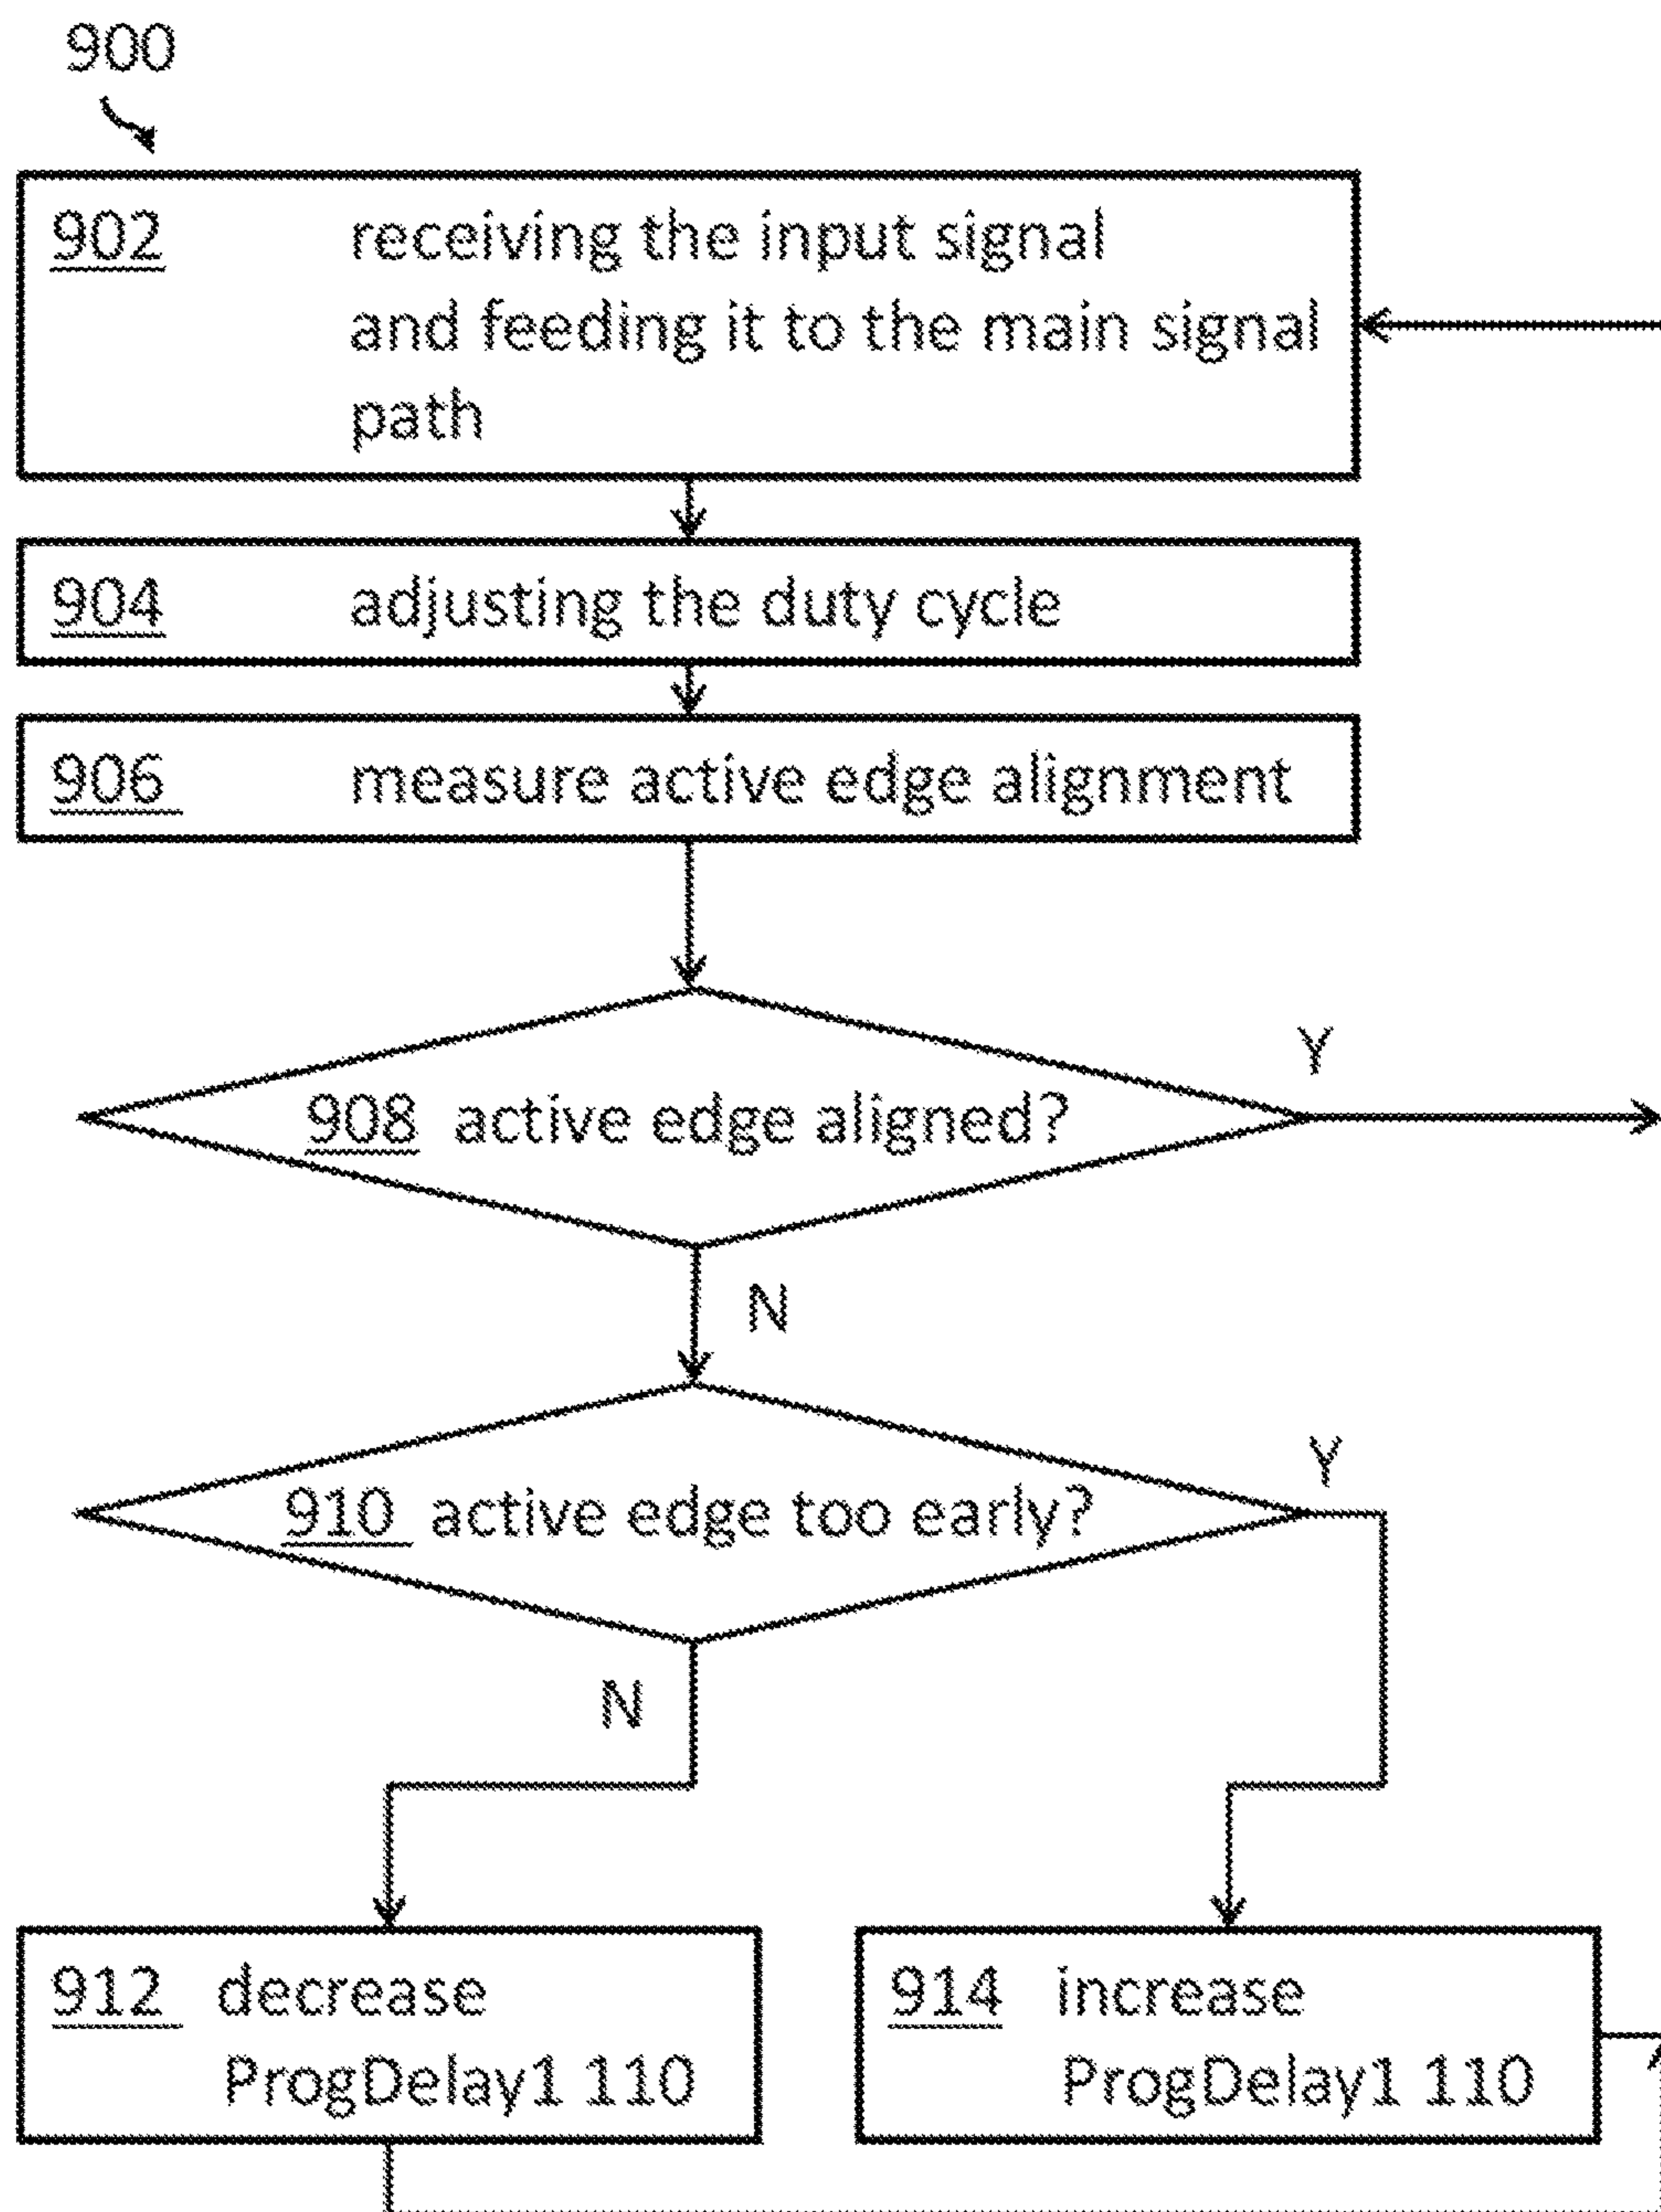 900
902 receiving the input signal
and feeding it to the main signal
path
904 adjusting the duty cycle
906 measure active edge alignment
Y
908 active edge aligned?
N
Y
910 active edge too early?
N
912 decrease
ProgDelay1 110
914 increase
ProgDelay1 110